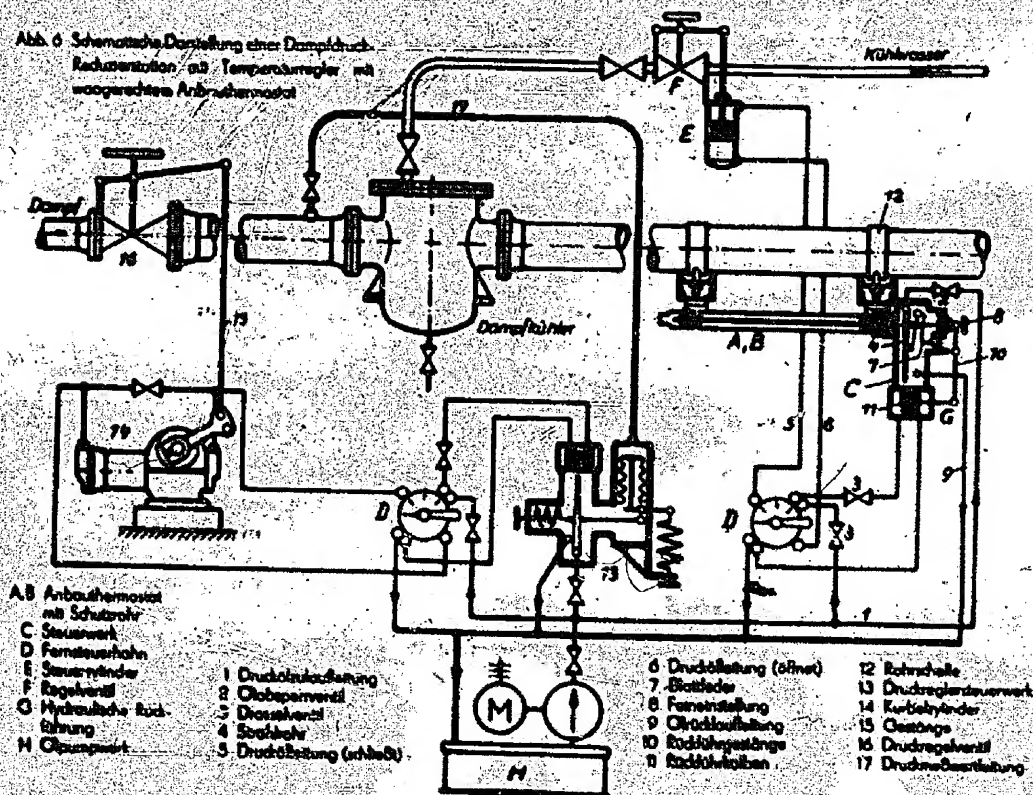 Abb. 6 Schematische Darstellung einer Dampfdruck-
Reduzierstation mit Temperaturregler mit
waagerechtem Anbauthermostat
Kühlwasser
F
17
E
Dampf
16
12
15
Dampfkühler
A, B
4
8
7
10
C
11
G
5
6
9
14
D
D
3
3
13
1
M
H
A,B Anbauthermostat
mit Schutzrohr
C Steuerwerk
D Fernsteuerhahn
E Steuerzylinder
F Regelventil
G Hydraulische Rück-
führung
H Ölpumpwerk
1 Druckölzulaufleitung
2 Ölabsperrventil
3 Drosselventil
4 Strahlrohr
5 Druckölleitung (schließt)
6 Druckölleitung (öffnet)
7 Blattfeder
8 Feineinstellung
9 Ölrücklaufleitung
10 Rückführgestänge
11 Rückführkolben
12 Rohrschelle
13 Druckreglersteuerwerk
14 Kurbelzylinder
15 Gestänge
16 Druckregelventil
17 Druckmeßwertleitung